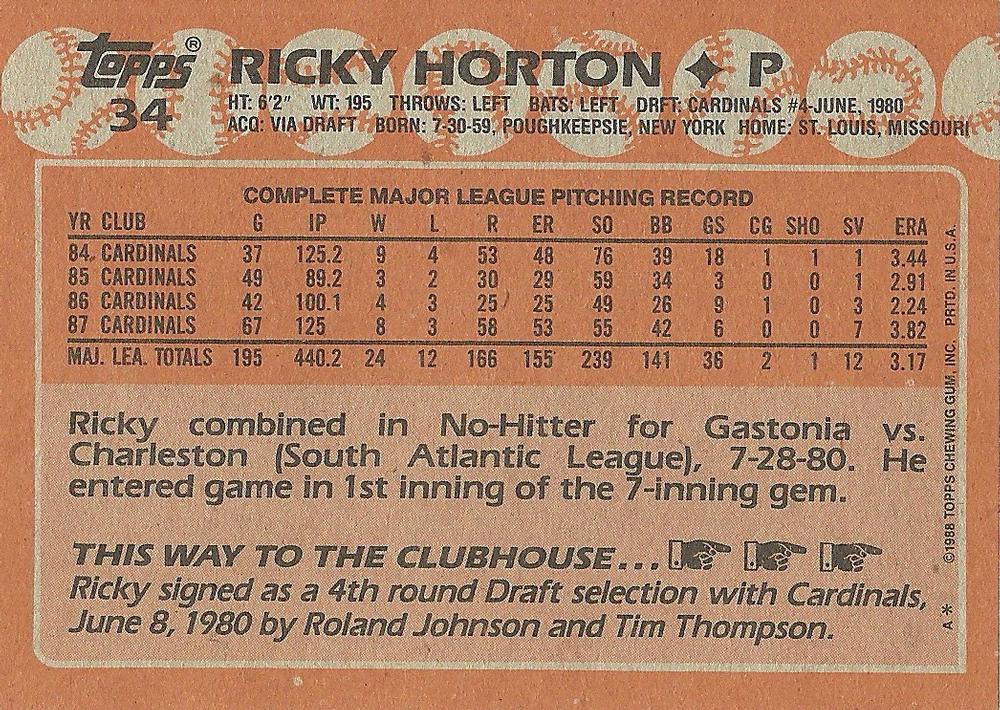 topps® RICKY HORTON ✦ P
34
HT: 6'2" WT: 195 THROWS: LEFT BATS: LEFT DRFT: CARDINALS #4-JUNE, 1980
ACQ: VIA DRAFT BORN: 7-30-59, POUGHKEEPSIE, NEW YORK HOME: ST. LOUIS, MISSOURI
COMPLETE MAJOR LEAGUE PITCHING RECORD
YR CLUB G IP W L R ER SO BB GS CG SHO SV ERA
84 CARDINALS 37 125.2 9 4 53 48 76 39 18 1 1 1 3.44
85 CARDINALS 49 89.2 3 2 30 29 59 34 3 0 0 1 2.91
86 CARDINALS 42 100.1 4 3 25 25 49 26 9 1 0 3 2.24
87 CARDINALS 67 125 8 3 58 53 55 42 6 0 0 7 3.82
MAJ. LEA. TOTALS 195 440.2 24 12 166 155 239 141 36 2 1 12 3.17
Ricky combined in No-Hitter for Gastonia vs.
Charleston (South Atlantic League), 7-28-80. He
entered game in 1st inning of the 7-inning gem.
THIS WAY TO THE CLUBHOUSE...
Ricky signed as a 4th round Draft selection with Cardinals,
June 8, 1980 by Roland Johnson and Tim Thompson.
A* ©1988 TOPPS CHEWING GUM, INC. PRTD. IN U.S.A.